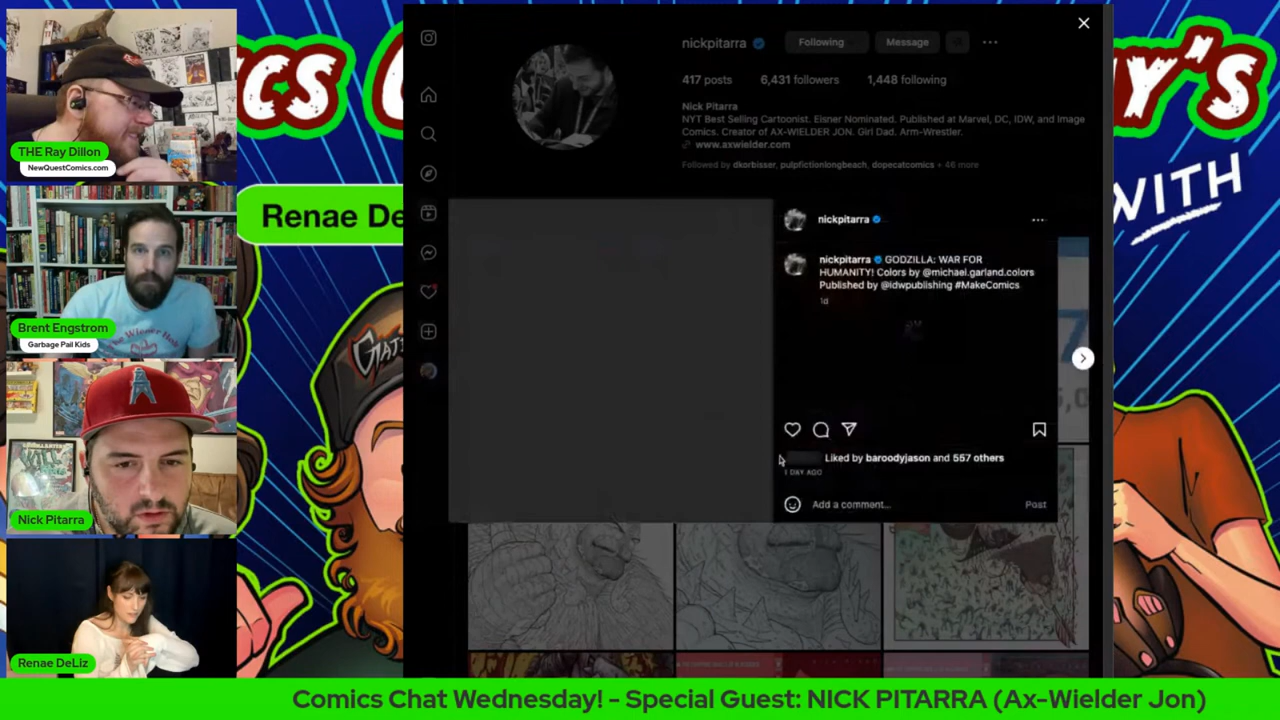 THE Ray Dillon
NewQuestComics.com
Brent Engstrom
Garbage Pail Kids
Nick Pitarra
Renae DeLiz
Renae De
WITH
nickpitarra
Following
Message
417 posts
6,431 followers
1,448 following
Nick Pitarra
NYT Best Selling Cartoonist. Eisner Nominated. Published at Marvel, DC, IDW, and Image
Comics. Creator of AX-WIELDER JON. Girl Dad. Arm-Wrestler.
www.axwielder.com
Followed by dkorbisser, pulpfictionlongbeach, dopecatcomics + 46 more
nickpitarra
nickpitarra GODZILLA: WAR FOR
HUMANITY! Colors by @michael.garland.colors
Published by @idwpublishing #MakeComics
1d
Liked by baroodyjason and 557 others
1 DAY AGO
Add a comment...
Post
Comics Chat Wednesday! - Special Guest: NICK PITARRA (Ax-Wielder Jon)